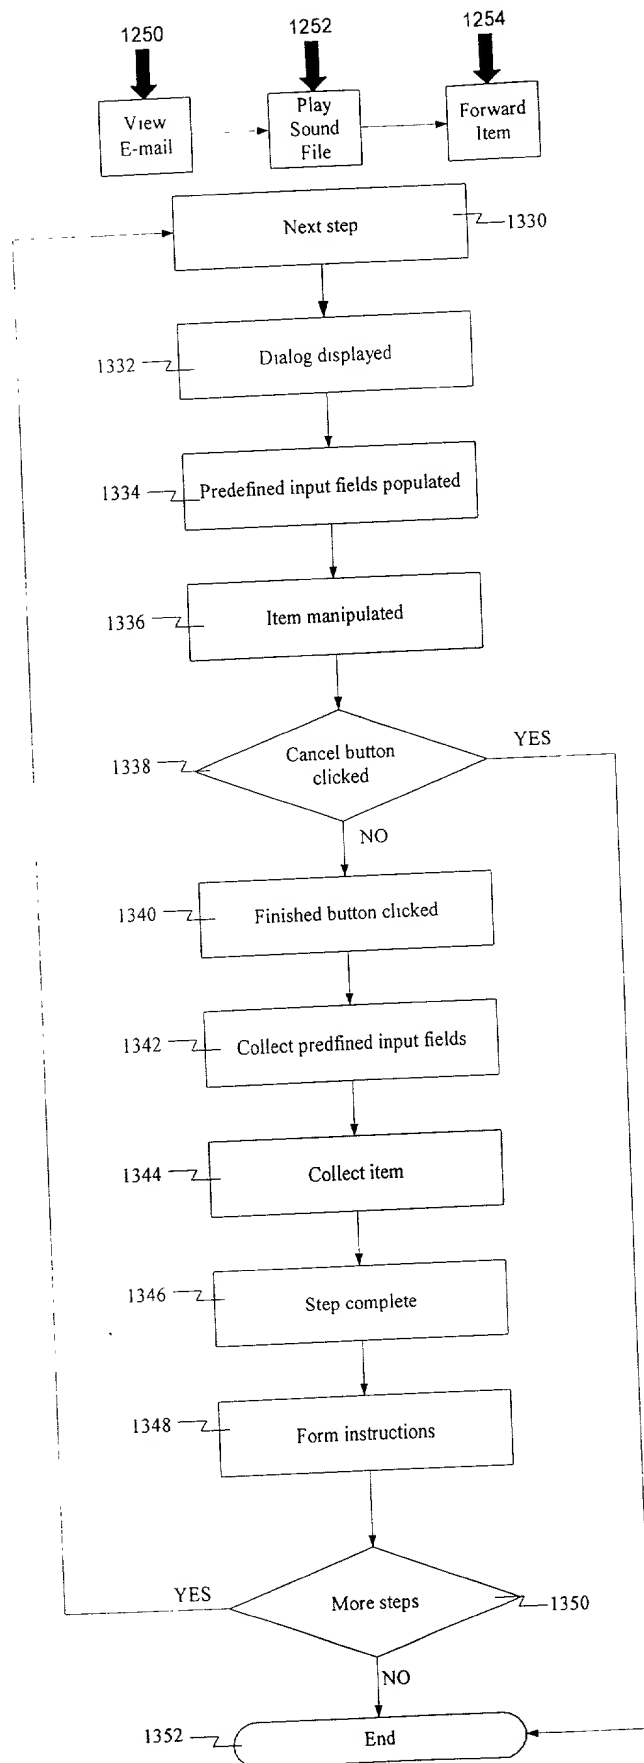 1250
1252
1254
View
E-mail
Play
Sound
File
Forward
Item
Next step
1330
1332
Dialog displayed
1334
Predefined input fields populated
1336
Item manipulated
1338
Cancel button
clicked
YES
NO
1340
Finished button clicked
1342
Collect predfined input fields
1344
Collect item
1346
Step complete
1348
Form instructions
YES
More steps
1350
NO
1352
End